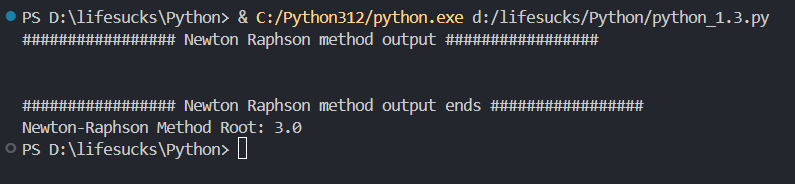 PS D:\lifesucks\Python> & C:/Python312/python.exe d:/lifesucks/Python/python_1.3.py
################# Newton Raphson method output #################
################# Newton Raphson method output ends #################
Newton-Raphson Method Root: 3.0
PS D:\lifesucks\Python>